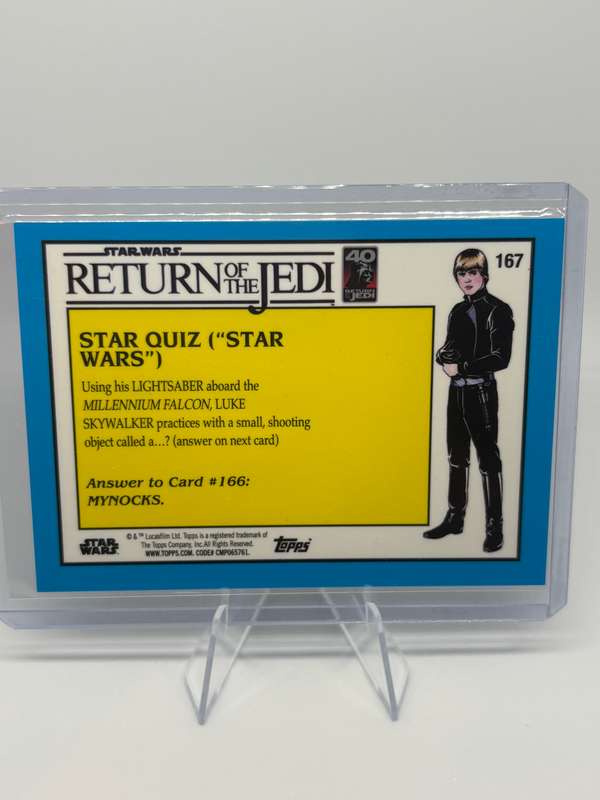 STAR WARS
RETURN OF THE JEDI
40
RETURN OF THE JEDI
167
STAR QUIZ (“STAR
WARS”)
Using his LIGHTSABER aboard the
MILLENNIUM FALCON, LUKE
SKYWALKER practices with a small, shooting
object called a...? (answer on next card)
Answer to Card #166:
MYNOCKS.
STAR WARS
© & ™ Lucasfilm Ltd. Topps is a registered trademark of
The Topps Company, Inc. All Rights Reserved.
WWW.TOPPS.COM. CODE# CMP06576L.
Topps®